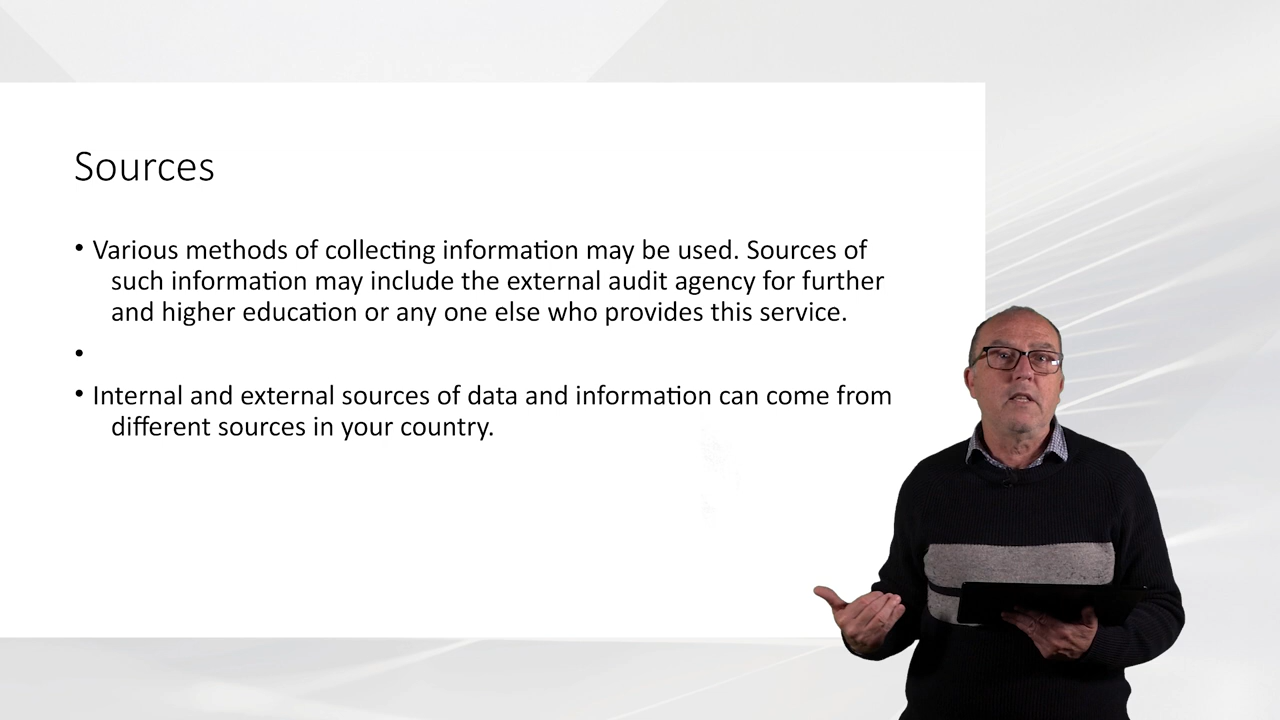 Sources
• Various methods of collecting information may be used. Sources of
such information may include the external audit agency for further
and higher education or any one else who provides this service.
•
• Internal and external sources of data and information can come from
different sources in your country.